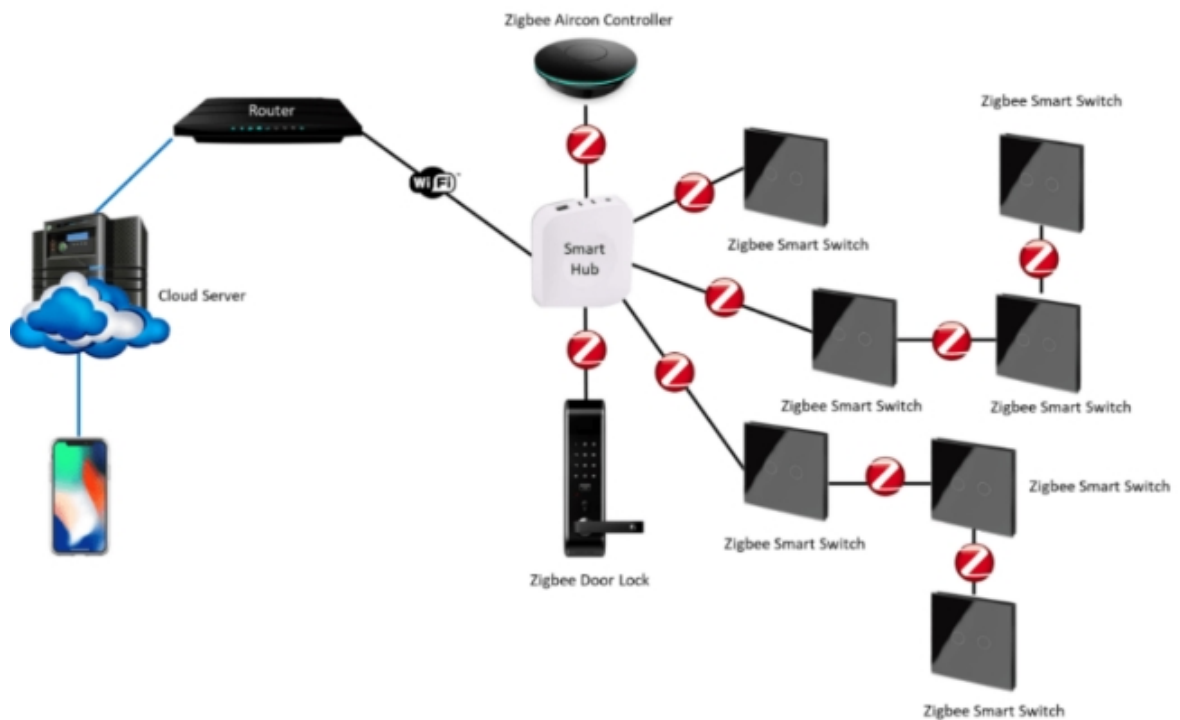 Zigbee Aircon Controller
Router
Zigbee Smart Switch
WiFi
Z
Z
Zigbee Smart Switch
Smart
Hub
Z
Z
Cloud Server
Z
Z
Z
Zigbee Smart Switch
Zigbee Smart Switch
Z
Zigbee Smart Switch
Zigbee Smart Switch
Z
Zigbee Door Lock
Zigbee Smart Switch